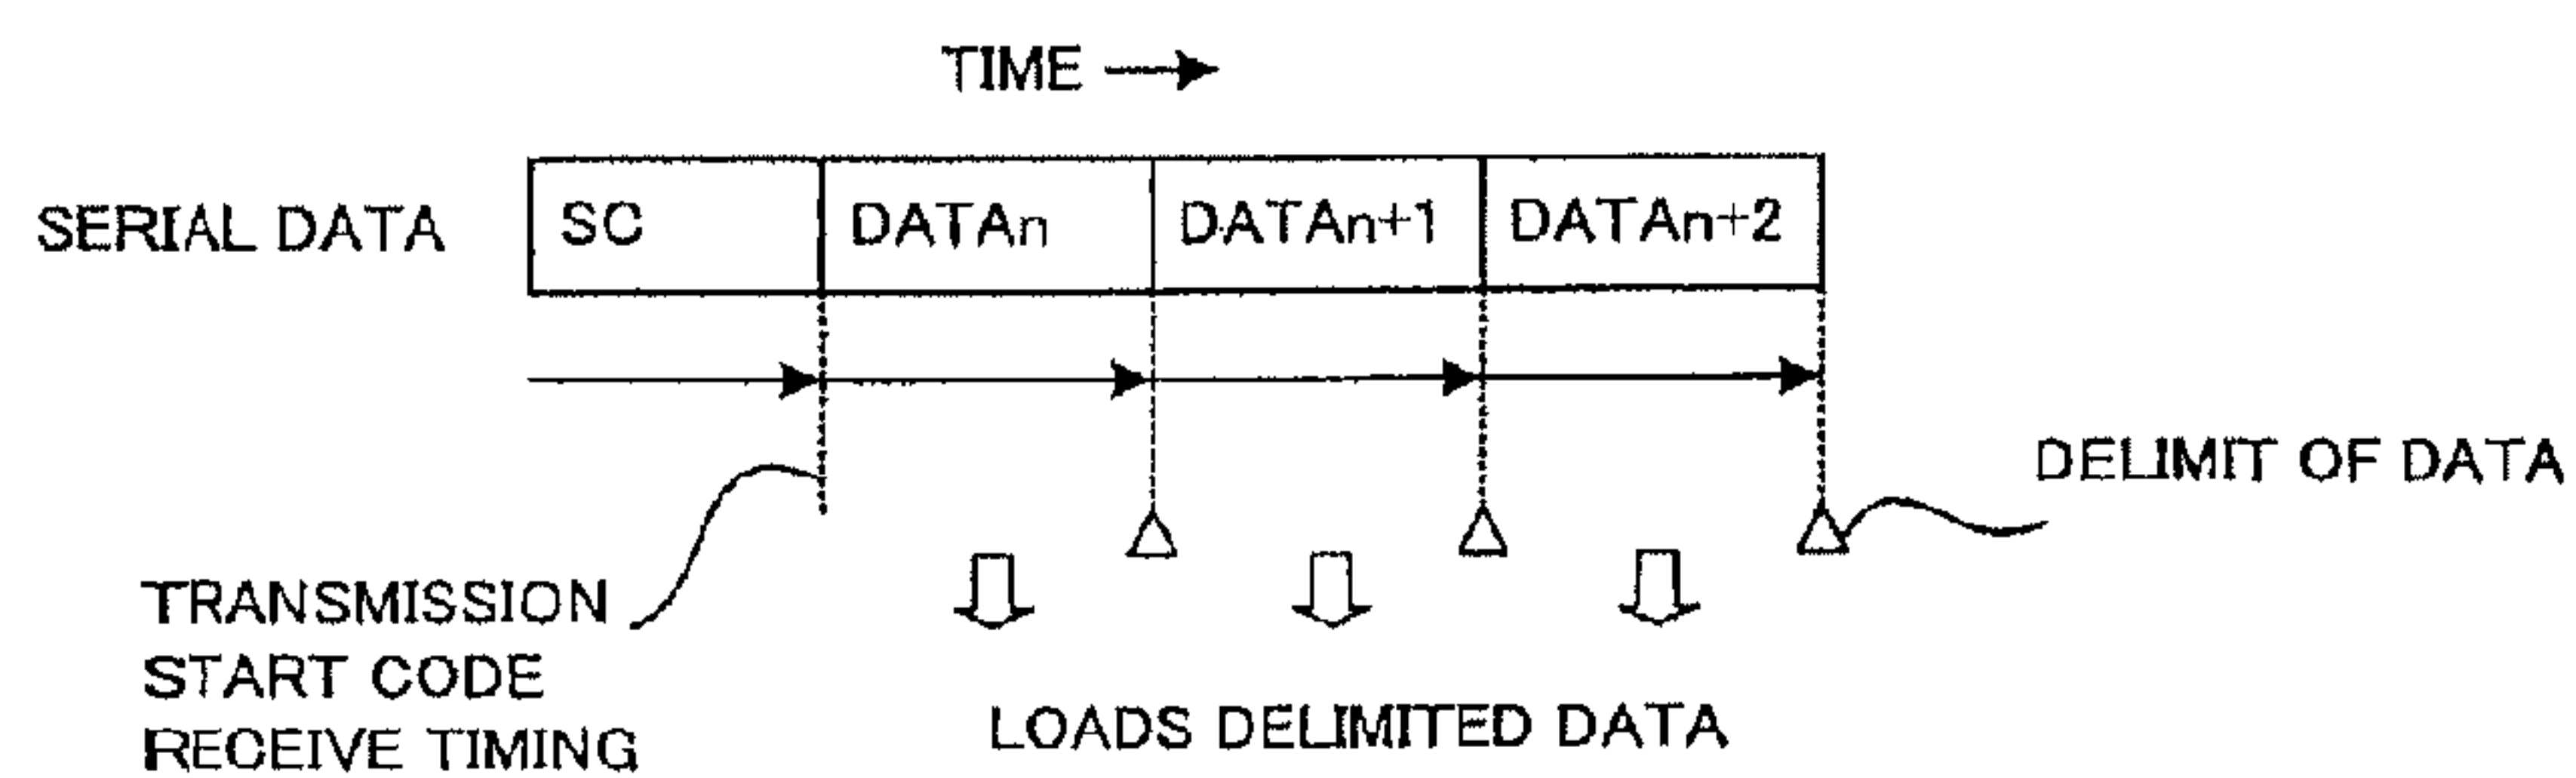 TIME
SERIAL DATA SC DATAn DATAn+1 DATAn+2
DELIMIT OF DATA
TRANSMISSION
START CODE
RECEIVE TIMING
LOADS DELIMITED DATA